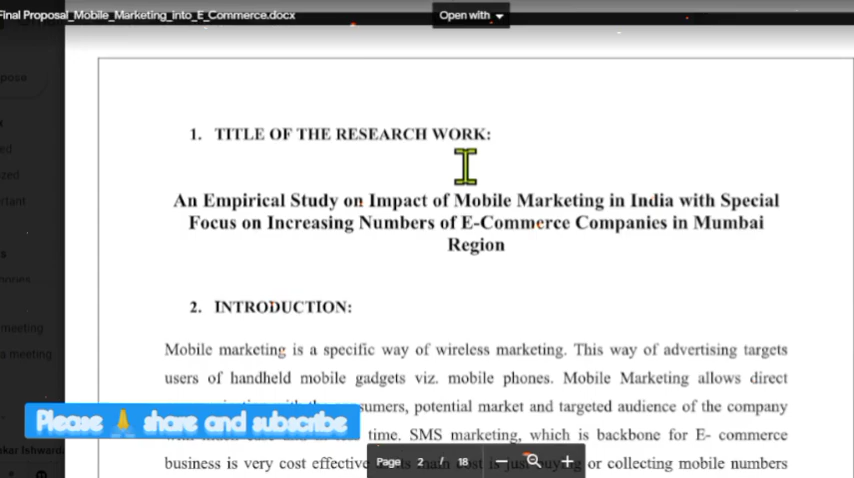 Final Proposal_Mobile_Marketing_into_E_Commerce.docx
Open with
1. TITLE OF THE RESEARCH WORK:
An Empirical Study on Impact of Mobile Marketing in India with Special
Focus on Increasing Numbers of E-Commerce Companies in Mumbai
Region
2. INTRODUCTION:
Mobile marketing is a specific way of wireless marketing. This way of advertising targets
users of handheld mobile gadgets viz. mobile phones. Mobile Marketing allows direct
sumers, potential market and targeted audience of the company
Please 🙏 share and subscribe
time. SMS marketing, which is backbone for E- commerce
business is very cost effective
or collecting mobile numbers
Page 2 / 18
meeting
a meeting
kar Ishward